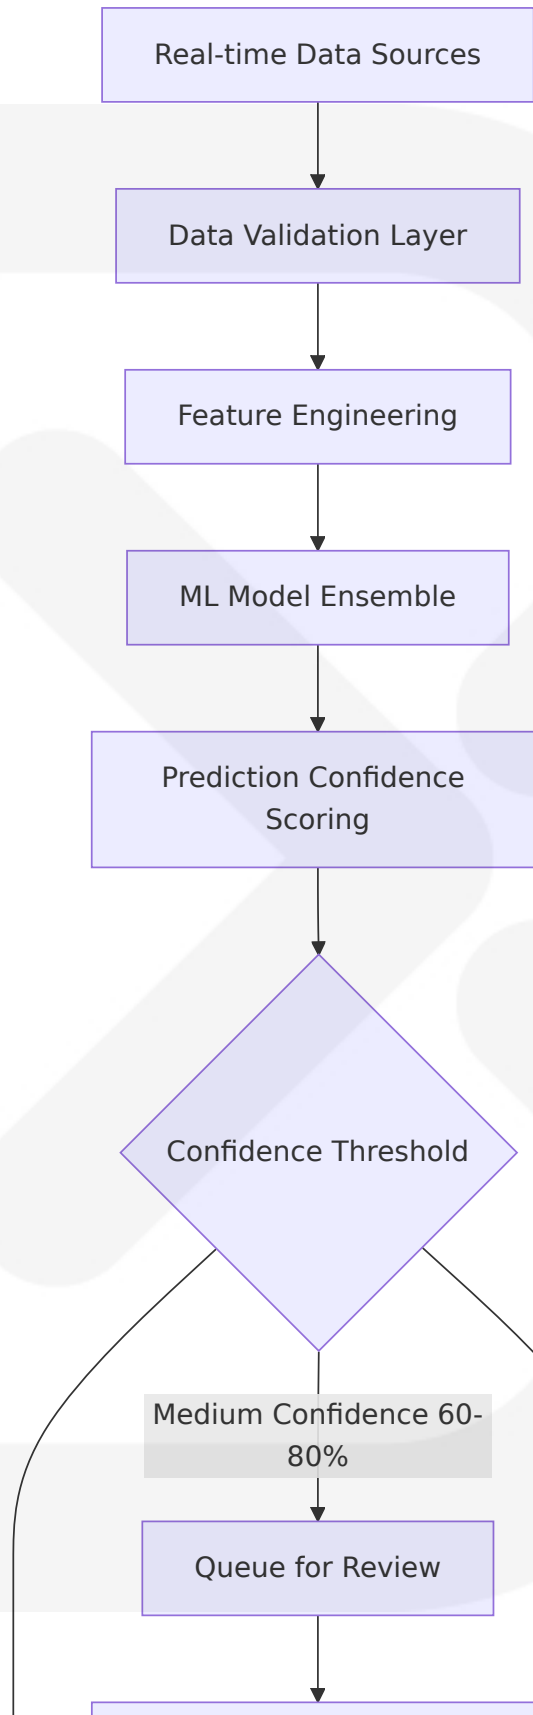 Real-time Data Sources
Data Validation Layer
Feature Engineering
ML Model Ensemble
Prediction Confidence
Scoring
Confidence Threshold
Medium Confidence 60-
80%
Queue for Review